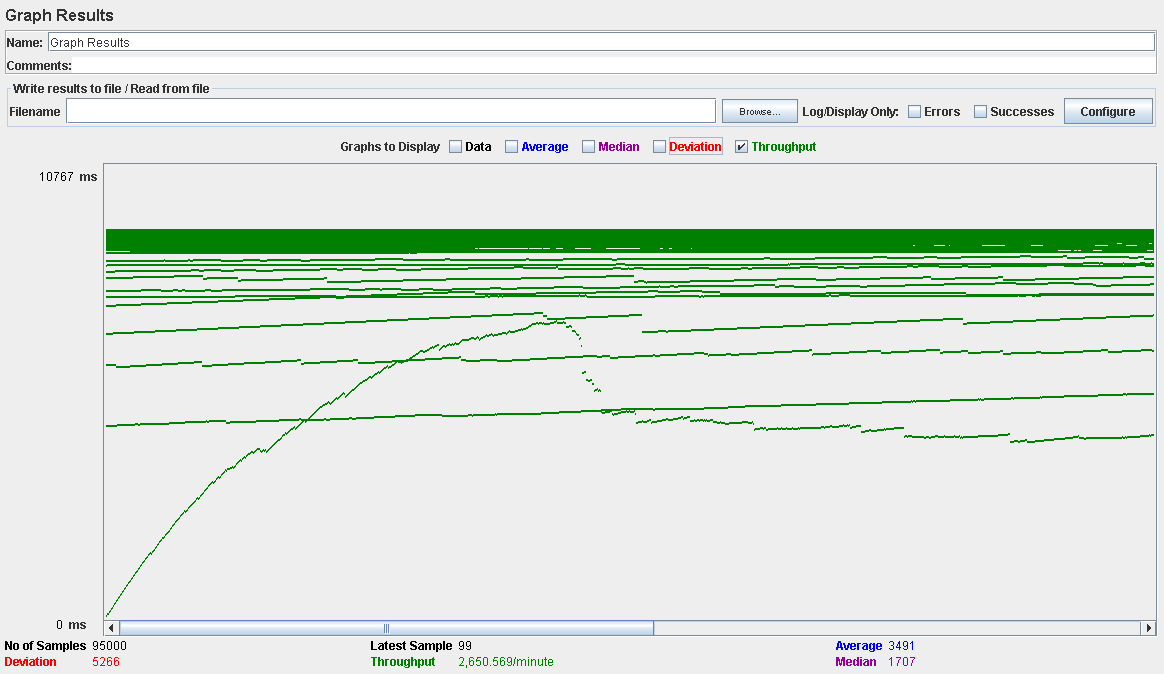 Graph Results
Name: Graph Results
Comments:
Write results to file / Read from file
Filename Browse... Log/Display Only: Errors Successes Configure
Graphs to Display Data Average Median Deviation Throughput
10767 ms
0 ms
No of Samples 95000 Latest Sample 99 Average 3491
Deviation 5266 Throughput 2,650.569/minute Median 1707